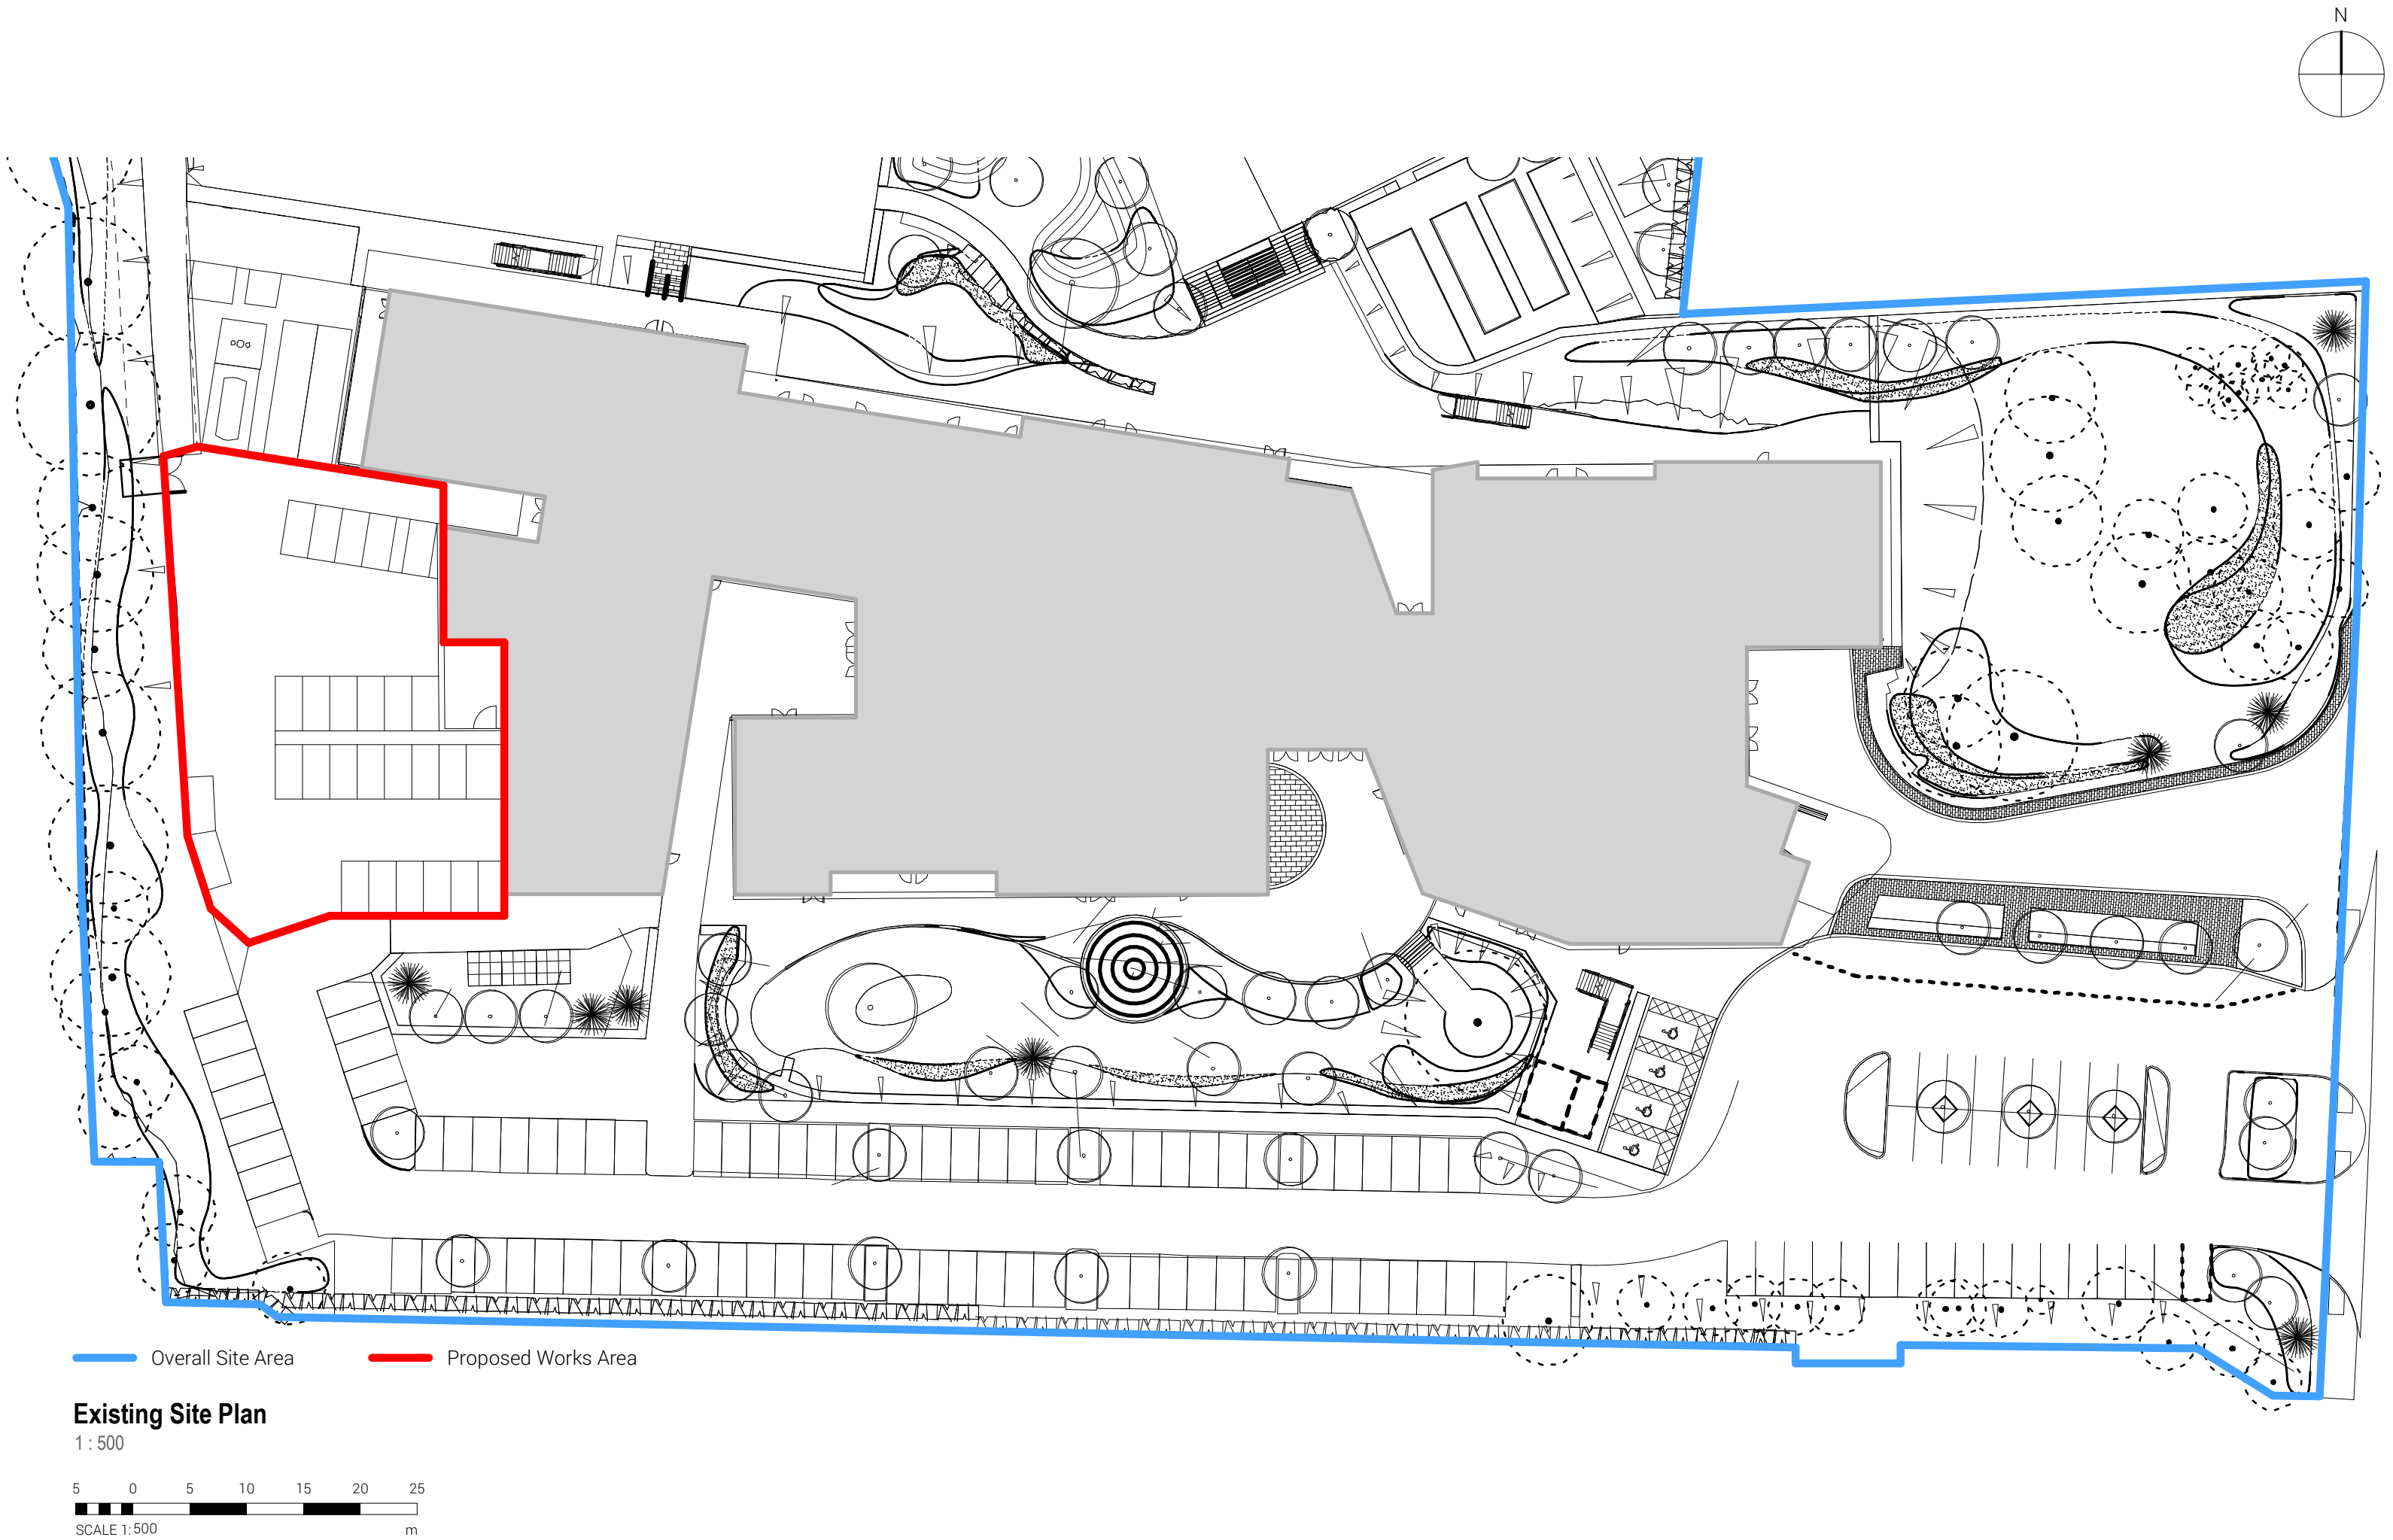 N
Overall Site Area Proposed Works Area
Existing Site Plan
1 : 500
5 0 5 10 15 20 25
SCALE 1: 500 m